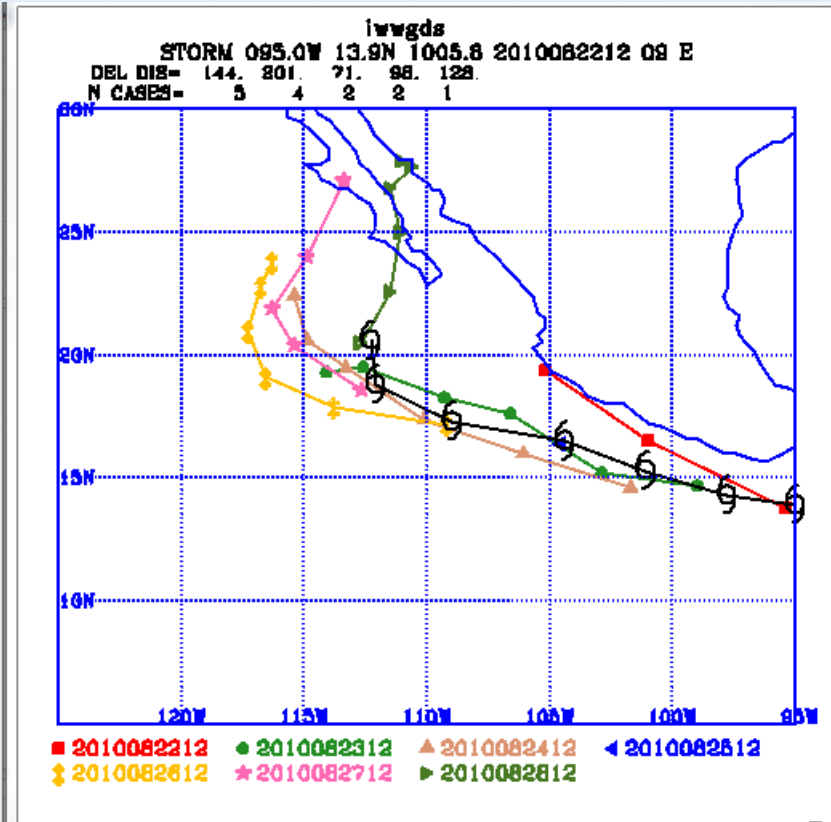 iwwgds
STORM 095.0W 13.9N 1005.8 2010082212 09 E
DEL DIS= 144. 201. 71. 98. 128.
N CASES= 5 4 2 2 1
30N
25N
20N
15N
10N
120W 115W 110W 105W 100W 95W
2010082212 2010082312 2010082412 2010082512
2010082612 2010082712 2010082812